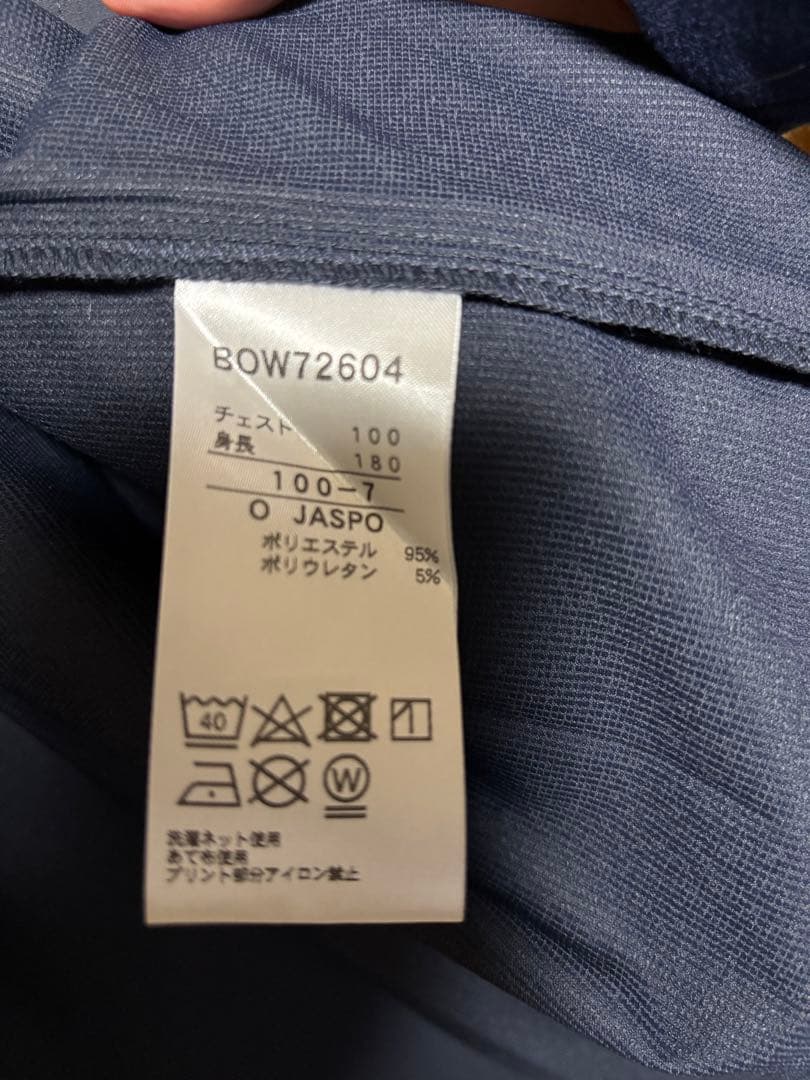 BOW72604
チェスト 100
身長 180
100-7
O JASPO
ポリエステル 95%
ポリウレタン 5%
40
W
洗濯ネット使用
あて布使用
プリント部分アイロン禁止